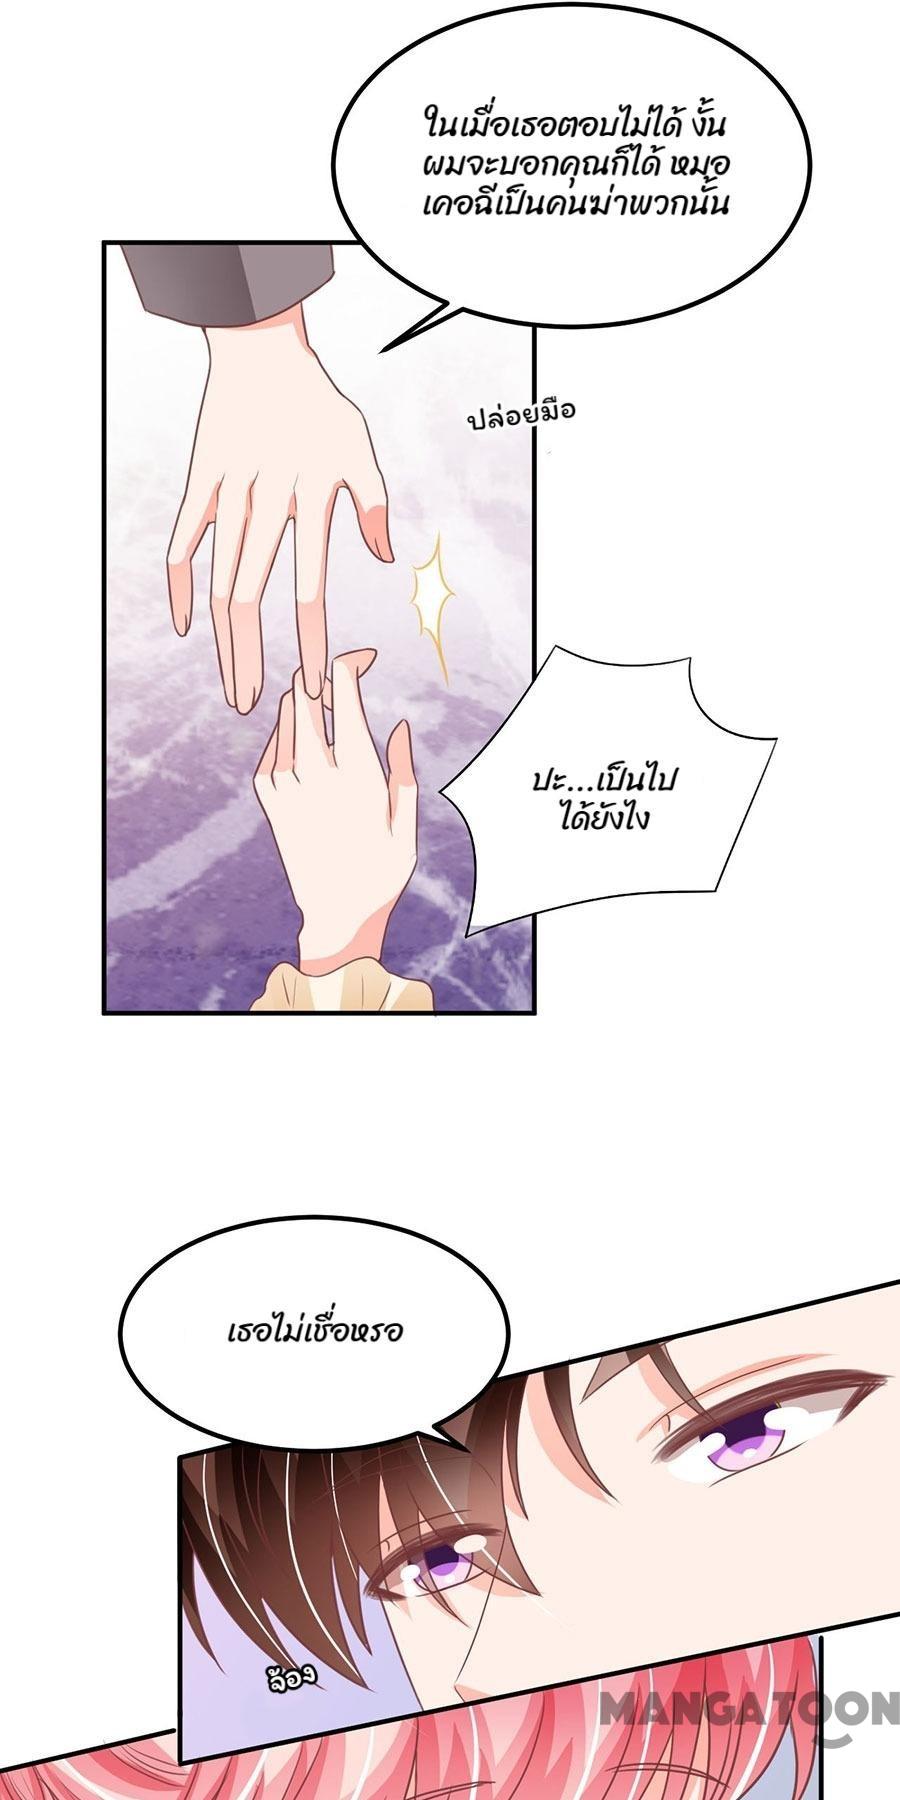 ในเมื่อเธอตอบไม่ได้ งั้น
ผมจะบอกคุณก็ได้ หมอ
เคอฉีเป็นคนฆ่าพวกนั้น
ปล่อยมือ
ปะ...เป็นไป
ได้ยังไง
เธอไม่เชื่อหรอ
จ้อง
MANGATOON